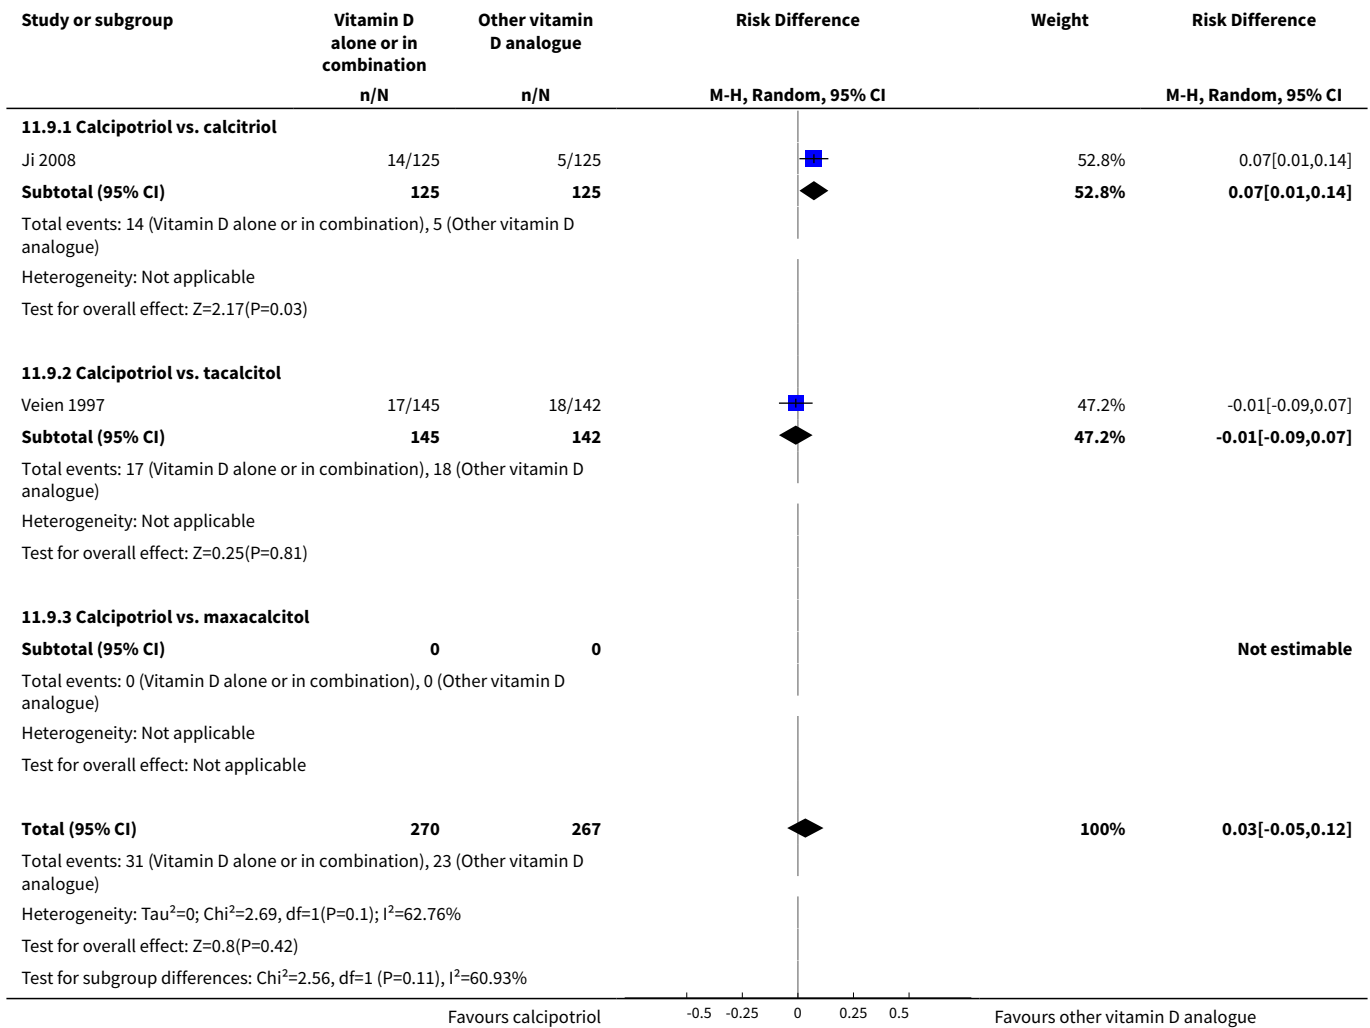 Study or subgroup Vitamin D alone or in combination Other vitamin D analogue Risk Difference Weight Risk Difference
n/N n/N M-H, Random, 95% CI M-H, Random, 95% CI
11.9.1 Calcipotriol vs. calcitriol
Ji 2008 14/125 5/125 52.8% 0.07[0.01,0.14]
Subtotal (95% CI) 125 125 52.8% 0.07[0.01,0.14]
Total events: 14 (Vitamin D alone or in combination), 5 (Other vitamin D
analogue)
Heterogeneity: Not applicable
Test for overall effect: Z=2.17(P=0.03)
11.9.2 Calcipotriol vs. tacalcitol
Veien 1997 17/145 18/142 47.2% -0.01[-0.09,0.07]
Subtotal (95% CI) 145 142 47.2% -0.01[-0.09,0.07]
Total events: 17 (Vitamin D alone or in combination), 18 (Other vitamin D
analogue)
Heterogeneity: Not applicable
Test for overall effect: Z=0.25(P=0.81)
11.9.3 Calcipotriol vs. maxacalcitol
Subtotal (95% CI) 0 0 Not estimable
Total events: 0 (Vitamin D alone or in combination), 0 (Other vitamin D
analogue)
Heterogeneity: Not applicable
Test for overall effect: Not applicable
Total (95% CI) 270 267 100% 0.03[-0.05,0.12]
Total events: 31 (Vitamin D alone or in combination), 23 (Other vitamin D
analogue)
Heterogeneity: Tau²=0; Chi²=2.69, df=1(P=0.1); I²=62.76%
Test for overall effect: Z=0.8(P=0.42)
Test for subgroup differences: Chi²=2.56, df=1 (P=0.11), I²=60.93%
Favours calcipotriol -0.5 -0.25 0 0.25 0.5 Favours other vitamin D analogue